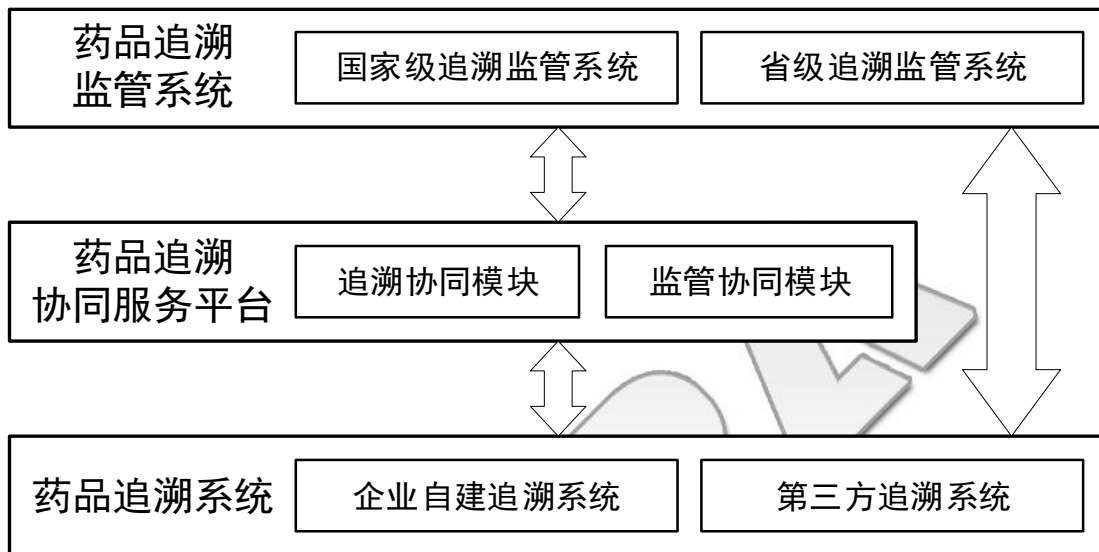 药品追溯
监管系统
国家级追溯监管系统
省级追溯监管系统
药品追溯
协同服务平台
追溯协同模块
监管协同模块
药品追溯系统
企业自建追溯系统
第三方追溯系统